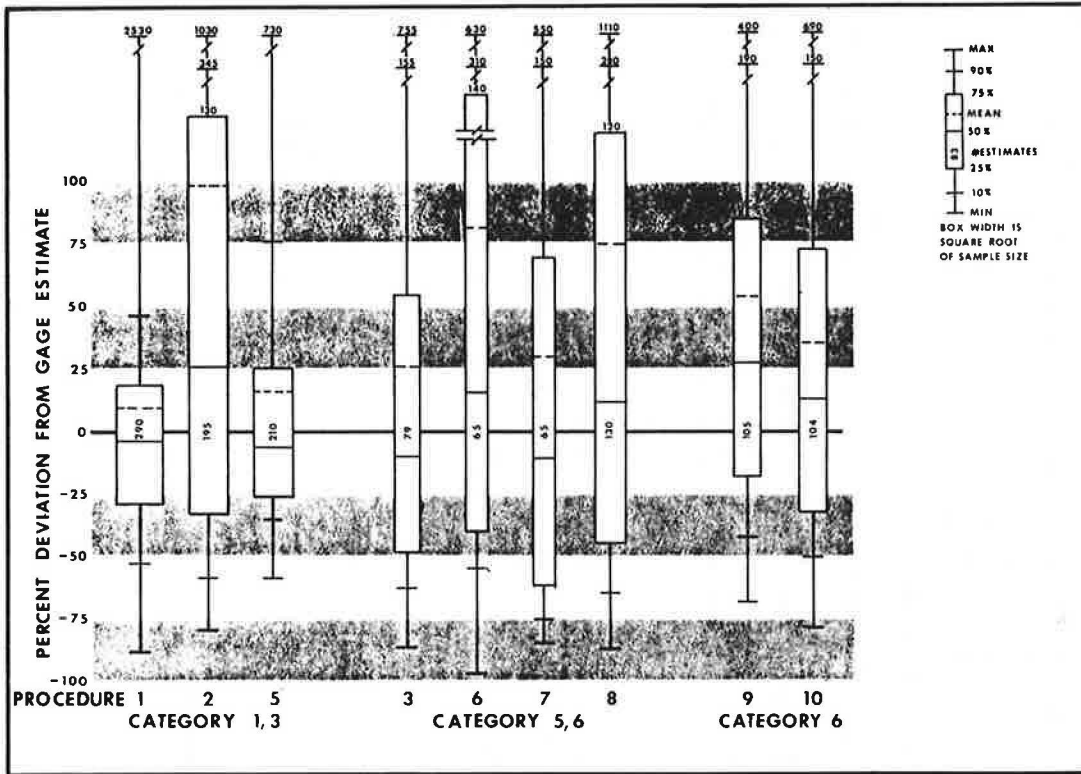 2530 1030 730 755 630 550 1110 400 690
245 155 210 150 190 150
130 140 120
MAX
90%
75%
MEAN
50%
83 #ESTIMATES
25%
10%
MIN
BOX WIDTH IS
SQUARE ROOT
OF SAMPLE SIZE
PERCENT DEVIATION FROM GAGE ESTIMATE
100
75
50
25
0
-25
-50
-75
-100
290 195 210 79 65 65 130 105 104
PROCEDURE 1 2 5 3 6 7 8 9 10
CATEGORY 1,3 CATEGORY 5,6 CATEGORY 6